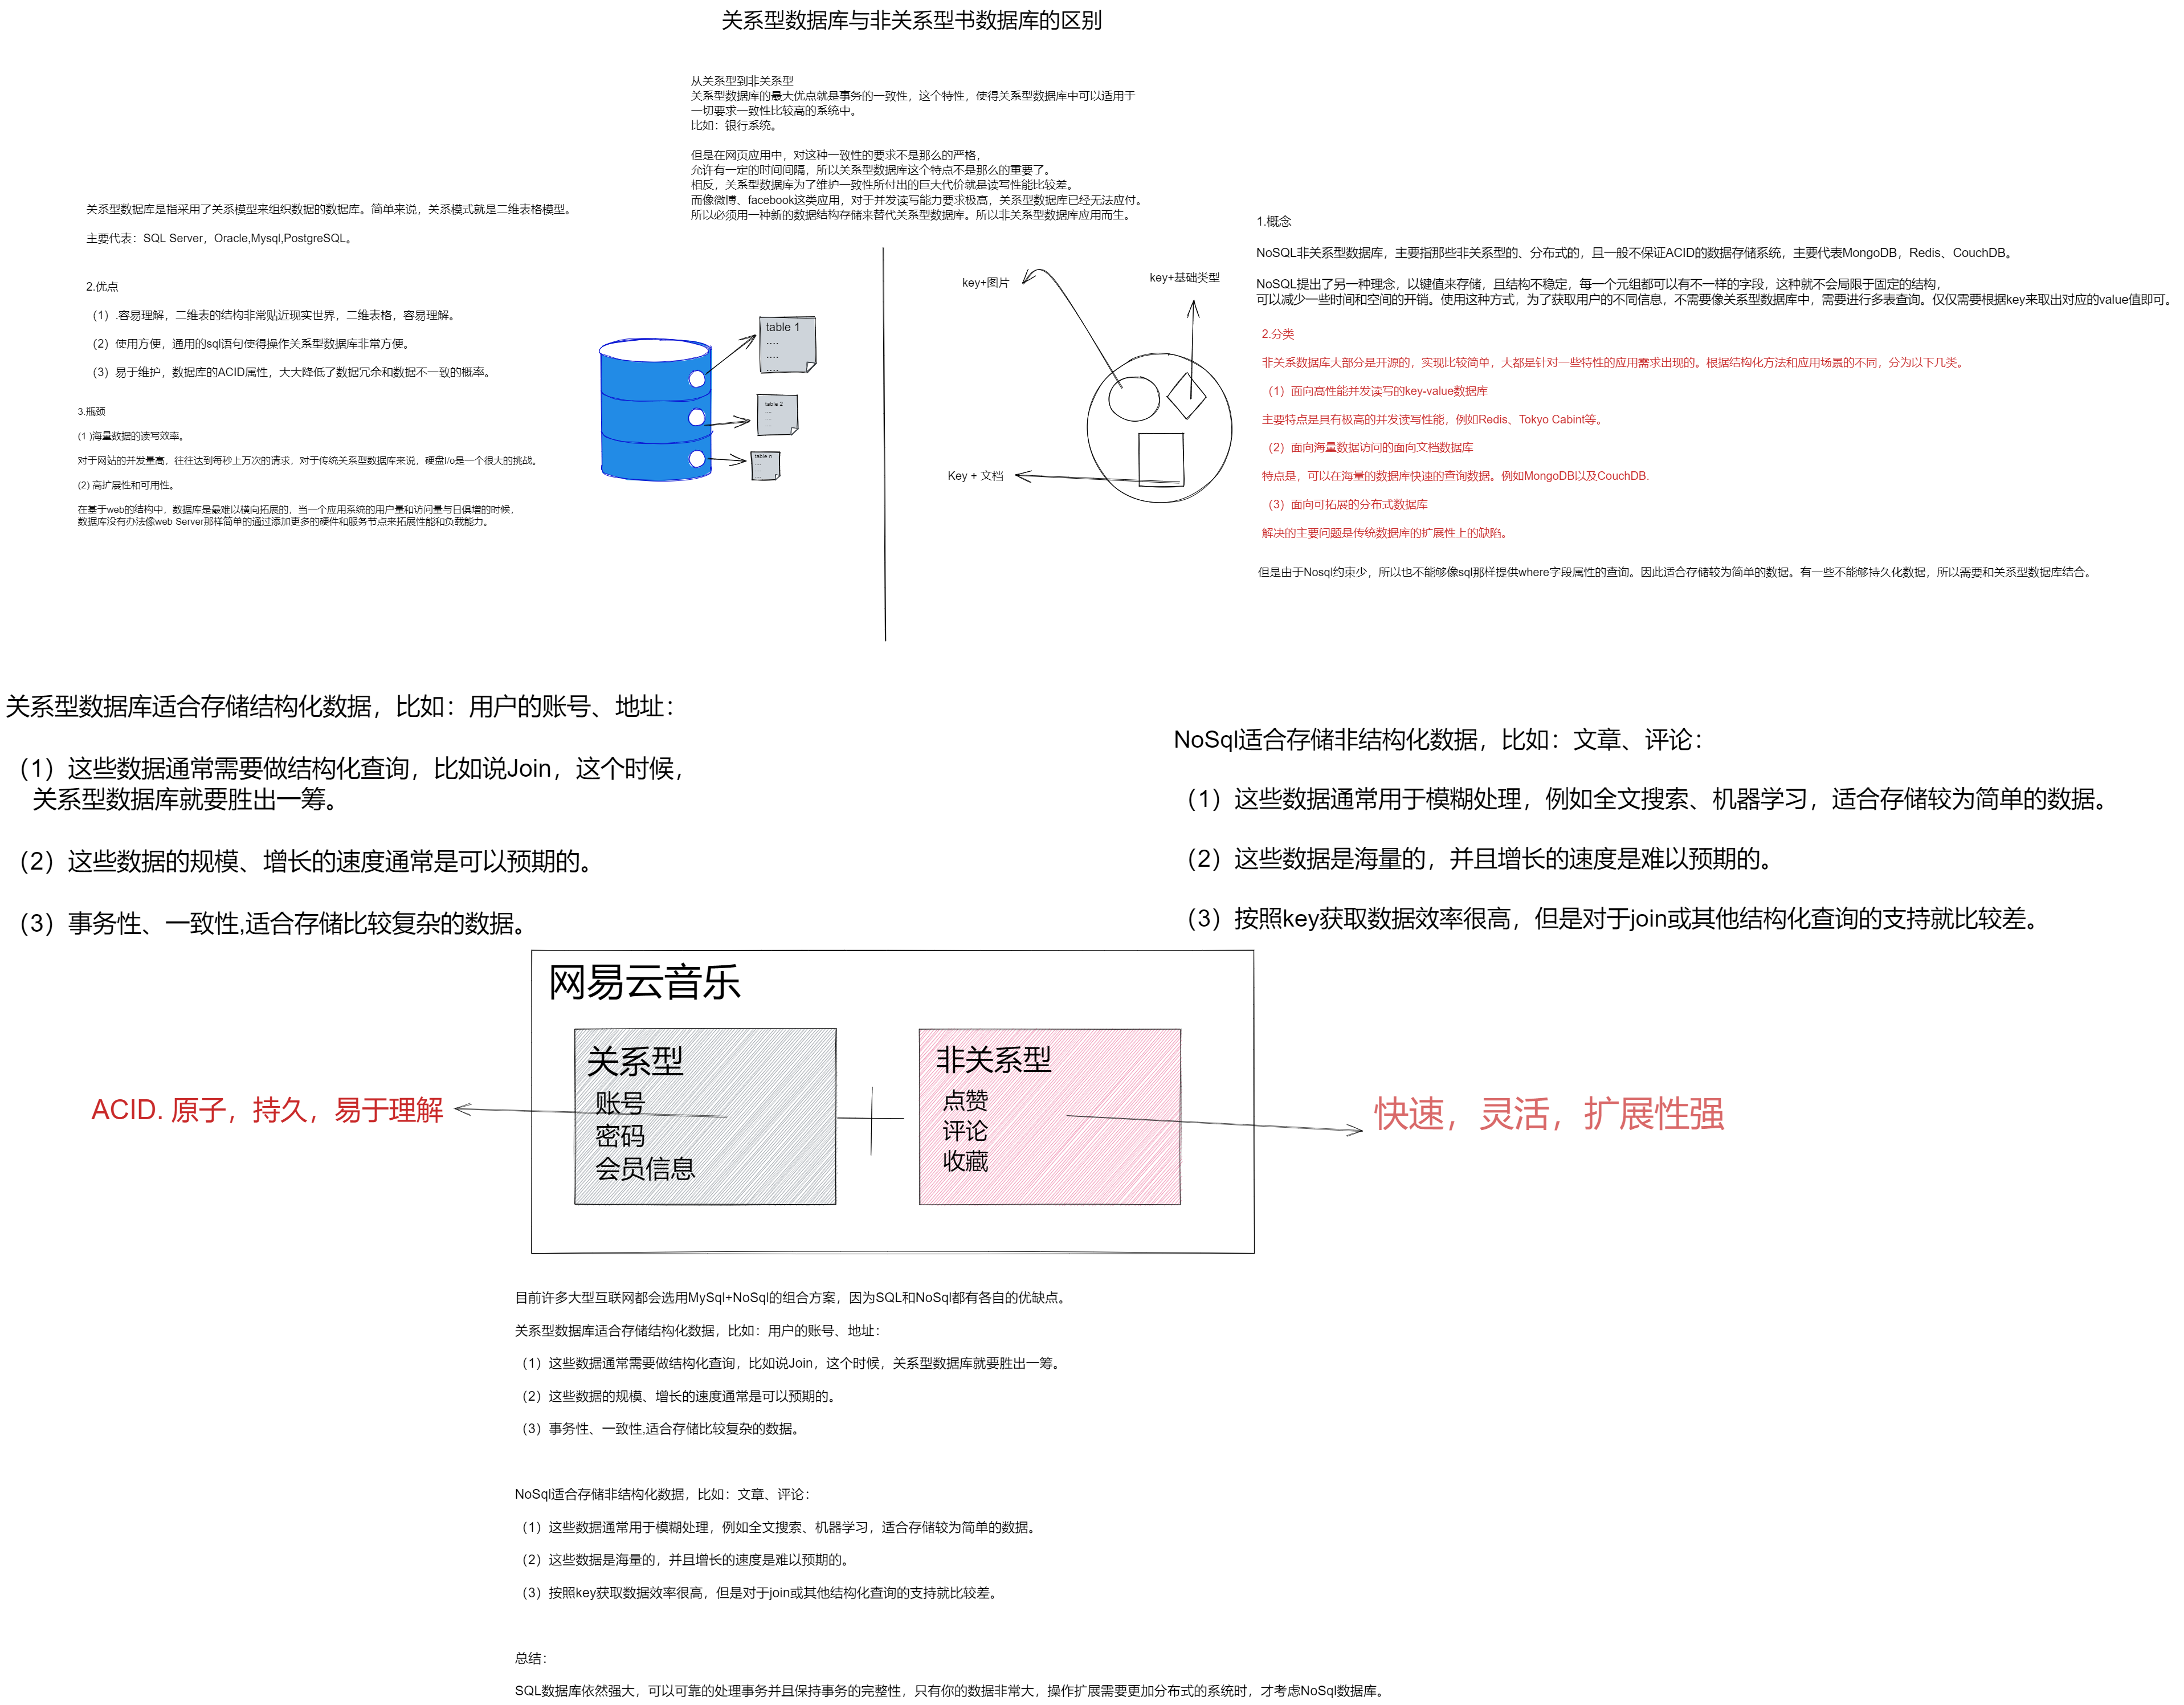 关系型数据库与非关系型书数据库的区别
从关系型到非关系型
关系型数据库的最大优点就是事务的一致性，这个特性，使得关系型数据库中可以适用于
一切要求一致性比较高的系统中。
比如：银行系统。
但是在网页应用中，对这种一致性的要求不是那么的严格，
允许有一定的时间间隔，所以关系型数据库这个特点不是那么的重要了。
相反，关系型数据库为了维护一致性所付出的巨大代价就是读写性能比较差。
而像微博、facebook这类应用，对于并发读写能力要求极高，关系型数据库已经无法应付。
所以必须用一种新的数据结构存储来替代关系型数据库。所以非关系型数据库应用而生。
关系型数据库是指采用了关系模型来组织数据的数据库。简单来说，关系模式就是二维表格模型。
主要代表：SQL Server，Oracle,Mysql,PostgreSQL。
2.优点
（1）.容易理解，二维表的结构非常贴近现实世界，二维表格，容易理解。
（2）使用方便，通用的sql语句使得操作关系型数据库非常方便。
（3）易于维护，数据库的ACID属性，大大降低了数据冗余和数据不一致的概率。
3.瓶颈
(1 )海量数据的读写效率。
对于网站的并发量高，往往达到每秒上万次的请求，对于传统关系型数据库来说，硬盘I/o是一个很大的挑战。
(2) 高扩展性和可用性。
在基于web的结构中，数据库是最难以横向拓展的，当一个应用系统的用户量和访问量与日俱增的时候，
数据库没有办法像web Server那样简单的通过添加更多的硬件和服务节点来拓展性能和负载能力。
table 1
....
....
....
table 2
...
...
...
table n
...
...
...
key+图片
key+基础类型
Key + 文档
1.概念
NoSQL非关系型数据库，主要指那些非关系型的、分布式的，且一般不保证ACID的数据存储系统，主要代表MongoDB，Redis、CouchDB。
NoSQL提出了另一种理念，以键值来存储，且结构不稳定，每一个元组都可以有不一样的字段，这种就不会局限于固定的结构，
可以减少一些时间和空间的开销。使用这种方式，为了获取用户的不同信息，不需要像关系型数据库中，需要进行多表查询。仅仅需要根据key来取出对应的value值即可。
2.分类
非关系数据库大部分是开源的，实现比较简单，大都是针对一些特性的应用需求出现的。根据结构化方法和应用场景的不同，分为以下几类。
（1）面向高性能并发读写的key-value数据库
主要特点是具有极高的并发读写性能，例如Redis、Tokyo Cabint等。
（2）面向海量数据访问的面向文档数据库
特点是，可以在海量的数据库快速的查询数据。例如MongoDB以及CouchDB.
（3）面向可拓展的分布式数据库
解决的主要问题是传统数据库的扩展性上的缺陷。
但是由于Nosql约束少，所以也不能够像sql那样提供where字段属性的查询。因此适合存储较为简单的数据。有一些不能够持久化数据，所以需要和关系型数据库结合。
关系型数据库适合存储结构化数据，比如：用户的账号、地址：
（1）这些数据通常需要做结构化查询，比如说Join，这个时候，
关系型数据库就要胜出一筹。
（2）这些数据的规模、增长的速度通常是可以预期的。
（3）事务性、一致性,适合存储比较复杂的数据。
NoSql适合存储非结构化数据，比如：文章、评论：
（1）这些数据通常用于模糊处理，例如全文搜索、机器学习，适合存储较为简单的数据。
（2）这些数据是海量的，并且增长的速度是难以预期的。
（3）按照key获取数据效率很高，但是对于join或其他结构化查询的支持就比较差。
网易云音乐
关系型
账号
密码
会员信息
非关系型
点赞
评论
收藏
ACID. 原子，持久，易于理解
快速，灵活，扩展性强
目前许多大型互联网都会选用MySql+NoSql的组合方案，因为SQL和NoSql都有各自的优缺点。
关系型数据库适合存储结构化数据，比如：用户的账号、地址：
（1）这些数据通常需要做结构化查询，比如说Join，这个时候，关系型数据库就要胜出一筹。
（2）这些数据的规模、增长的速度通常是可以预期的。
（3）事务性、一致性,适合存储比较复杂的数据。
NoSql适合存储非结构化数据，比如：文章、评论：
（1）这些数据通常用于模糊处理，例如全文搜索、机器学习，适合存储较为简单的数据。
（2）这些数据是海量的，并且增长的速度是难以预期的。
（3）按照key获取数据效率很高，但是对于join或其他结构化查询的支持就比较差。
总结：
SQL数据库依然强大，可以可靠的处理事务并且保持事务的完整性，只有你的数据非常大，操作扩展需要更加分布式的系统时，才考虑NoSql数据库。